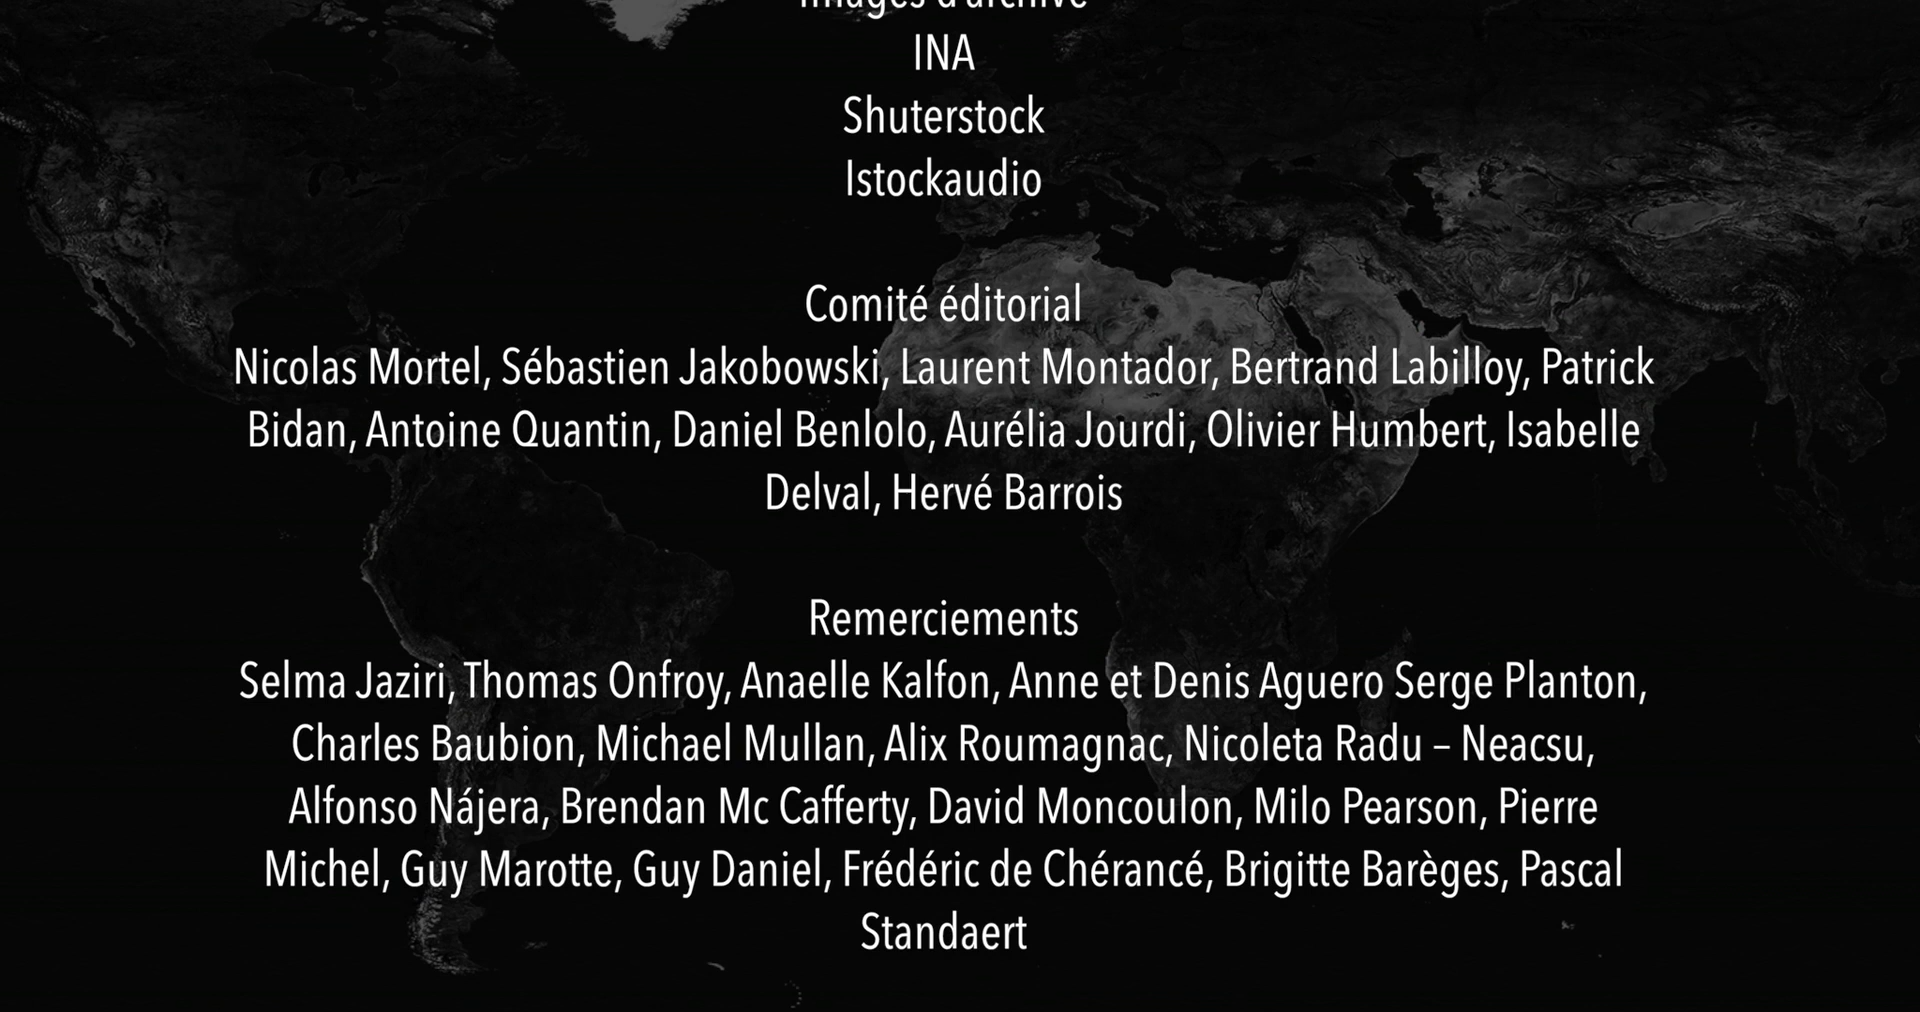 Images d'archive
INA
Shuterstock
Istockaudio
Comité éditorial
Nicolas Mortel, Sébastien Jakobowski, Laurent Montador, Bertrand Labilloy, Patrick
Bidan, Antoine Quantin, Daniel Benlolo, Aurélia Jourdi, Olivier Humbert, Isabelle
Delval, Hervé Barrois
Remerciements
Selma Jaziri, Thomas Onfroy, Anaelle Kalfon, Anne et Denis Aguero Serge Planton,
Charles Baubion, Michael Mullan, Alix Roumagnac, Nicoleta Radu – Neacsu,
Alfonso Nájera, Brendan Mc Cafferty, David Moncoulon, Milo Pearson, Pierre
Michel, Guy Marotte, Guy Daniel, Frédéric de Chérancé, Brigitte Barèges, Pascal
Standaert